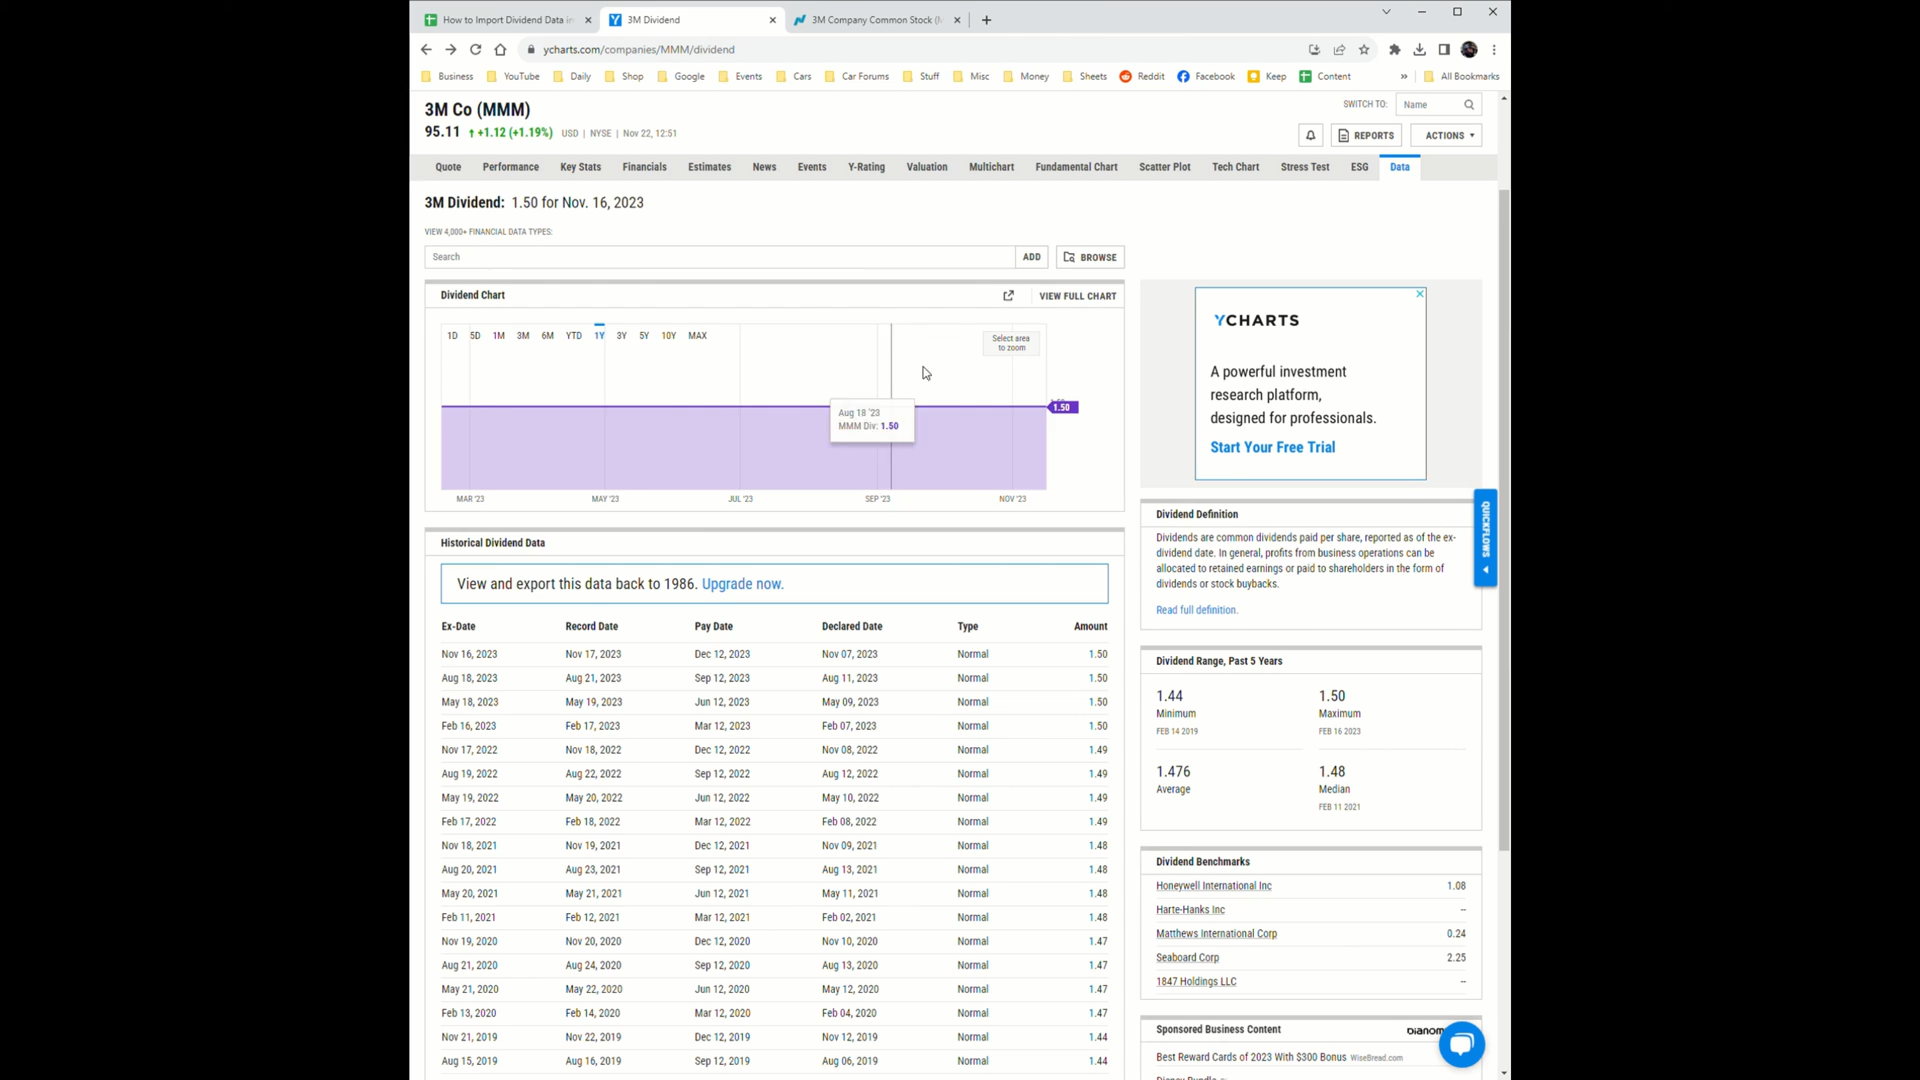 How to Import Dividend Data in
3M Dividend
3M Company Common Stock (M
ycharts.com/companies/MMM/dividend
Business YouTube Daily Shop Google Events Cars Car Forums Stuff Misc Money Sheets Reddit Facebook Keep Content » All Bookmarks
3M Co (MMM)
SWITCH TO: Name
95.11 +1.12 (+1.19%) USD | NYSE | Nov 22, 12:51
REPORTS ACTIONS
Quote Performance Key Stats Financials Estimates News Events Y-Rating Valuation Multichart Fundamental Chart Scatter Plot Tech Chart Stress Test ESG Data
3M Dividend: 1.50 for Nov. 16, 2023
VIEW 4,000+ FINANCIAL DATA TYPES:
Search ADD BROWSE
Dividend Chart VIEW FULL CHART
1D 5D 1M 3M 6M YTD 1Y 3Y 5Y 10Y MAX
Select area
to zoom
1.50
Aug 18 '23
MMM Div: 1.50
MAR '23 MAY '23 JUL '23 SEP '23 NOV '23
Historical Dividend Data
View and export this data back to 1986. Upgrade now.
Ex-Date Record Date Pay Date Declared Date Type Amount
Nov 16, 2023 Nov 17, 2023 Dec 12, 2023 Nov 07, 2023 Normal 1.50
Aug 18, 2023 Aug 21, 2023 Sep 12, 2023 Aug 11, 2023 Normal 1.50
May 18, 2023 May 19, 2023 Jun 12, 2023 May 09, 2023 Normal 1.50
Feb 16, 2023 Feb 17, 2023 Mar 12, 2023 Feb 07, 2023 Normal 1.50
Nov 17, 2022 Nov 18, 2022 Dec 12, 2022 Nov 08, 2022 Normal 1.49
Aug 19, 2022 Aug 22, 2022 Sep 12, 2022 Aug 12, 2022 Normal 1.49
May 19, 2022 May 20, 2022 Jun 12, 2022 May 10, 2022 Normal 1.49
Feb 17, 2022 Feb 18, 2022 Mar 12, 2022 Feb 08, 2022 Normal 1.49
Nov 18, 2021 Nov 19, 2021 Dec 12, 2021 Nov 09, 2021 Normal 1.48
Aug 20, 2021 Aug 23, 2021 Sep 12, 2021 Aug 13, 2021 Normal 1.48
May 20, 2021 May 21, 2021 Jun 12, 2021 May 11, 2021 Normal 1.48
Feb 11, 2021 Feb 12, 2021 Mar 12, 2021 Feb 02, 2021 Normal 1.48
Nov 19, 2020 Nov 20, 2020 Dec 12, 2020 Nov 10, 2020 Normal 1.47
Aug 21, 2020 Aug 24, 2020 Sep 12, 2020 Aug 13, 2020 Normal 1.47
May 21, 2020 May 22, 2020 Jun 12, 2020 May 12, 2020 Normal 1.47
Feb 13, 2020 Feb 14, 2020 Mar 12, 2020 Feb 04, 2020 Normal 1.47
Nov 21, 2019 Nov 22, 2019 Dec 12, 2019 Nov 12, 2019 Normal 1.44
Aug 15, 2019 Aug 16, 2019 Sep 12, 2019 Aug 06, 2019 Normal 1.44
YCHARTS
A powerful investment
research platform,
designed for professionals.
Start Your Free Trial
QUICKFLOWS
Dividend Definition
Dividends are common dividends paid per share, reported as of the ex-
dividend date. In general, profits from business operations can be
allocated to retained earnings or paid to shareholders in the form of
dividends or stock buybacks.
Read full definition.
Dividend Range, Past 5 Years
1.44 1.50
Minimum Maximum
FEB 14 2019 FEB 16 2023
1.476 1.48
Average Median
FEB 11 2021
Dividend Benchmarks
Honeywell International Inc 1.08
Harte-Hanks Inc --
Matthews International Corp 0.24
Seaboard Corp 2.25
1847 Holdings LLC --
Sponsored Business Content
Best Reward Cards of 2023 With $300 Bonus WiseBread.com